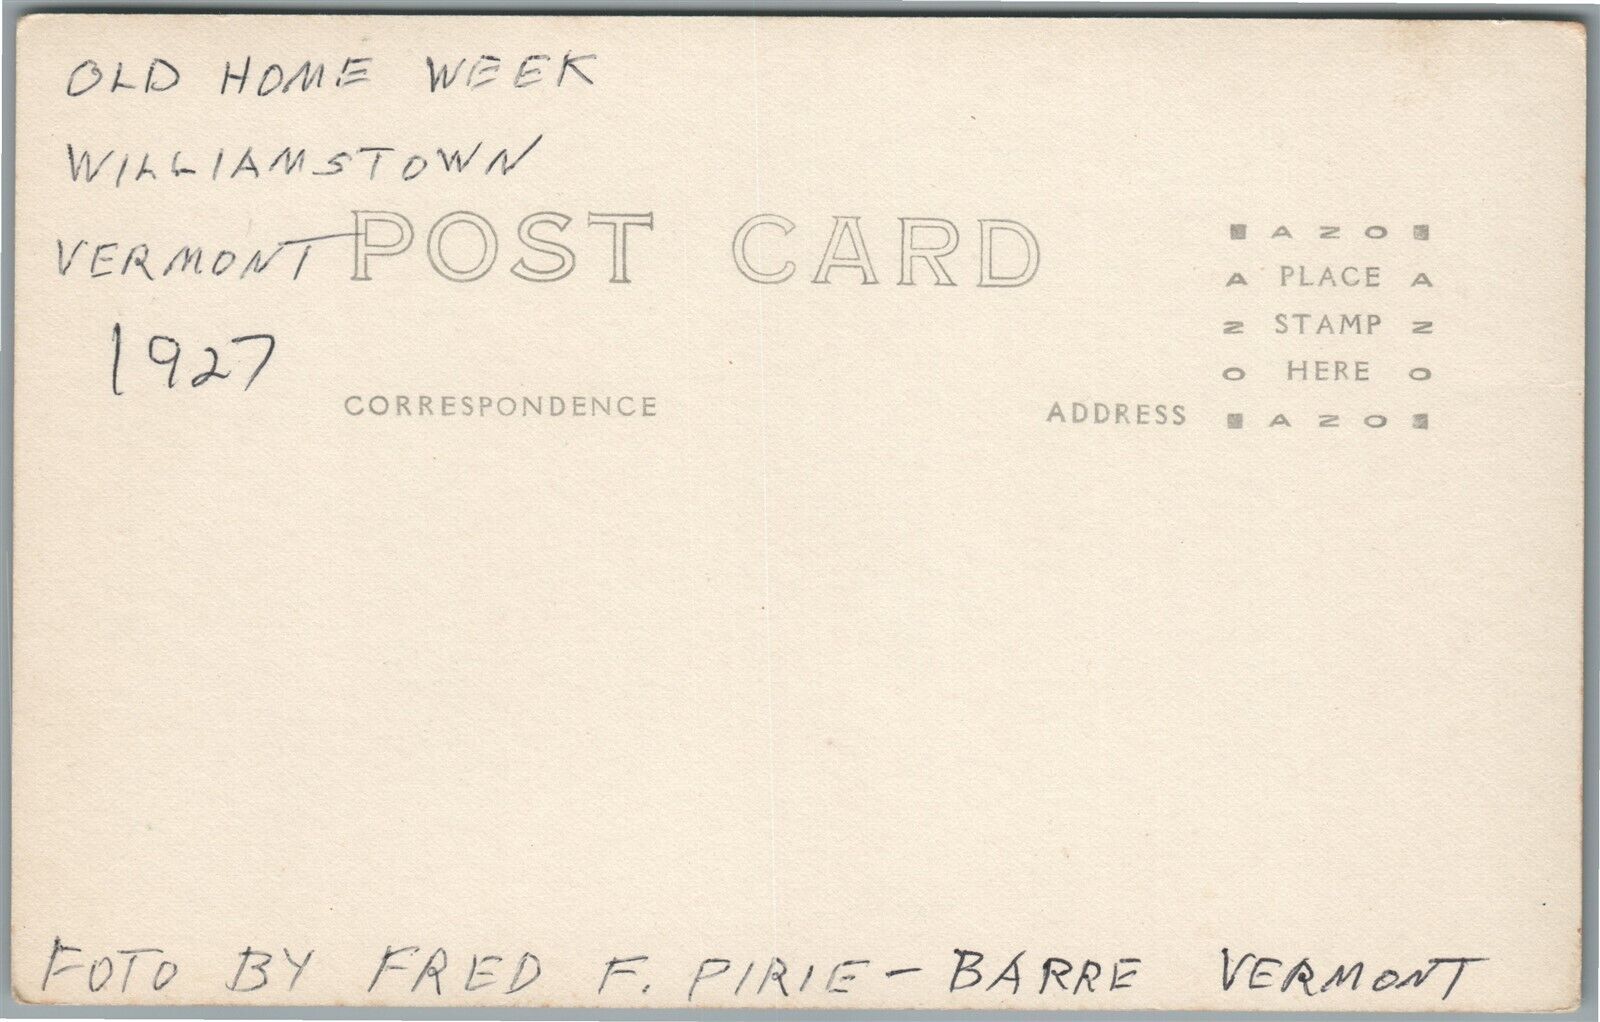 OLD HOME WEEK
WILLIAMSTOWN
VERMONT
1927
POST CARD
CORRESPONDENCE
ADDRESS
AZO
A PLACE A
Z STAMP Z
O HERE O
AZO
FOTO BY FRED F. PIRIE - BARRE VERMONT